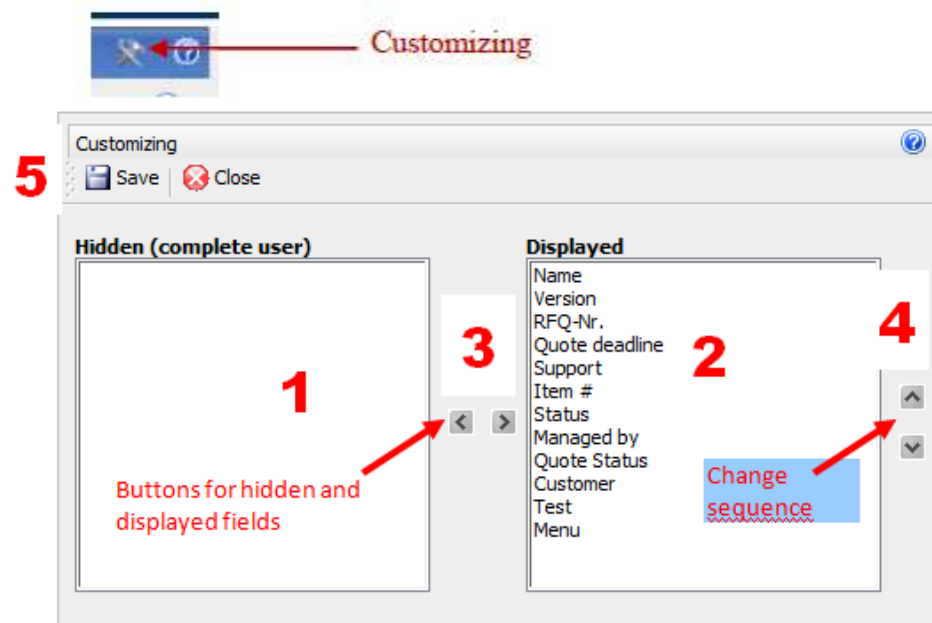 Customizing
Customizing
5
Save
Close
Hidden (complete user)
Displayed
Name
Version
RFQ-Nr.
Quote deadline
Support
Item #
Status
Managed by
Quote Status
Customer
Test
Menu
1
3
2
4
Buttons for hidden and
displayed fields
Change
sequence